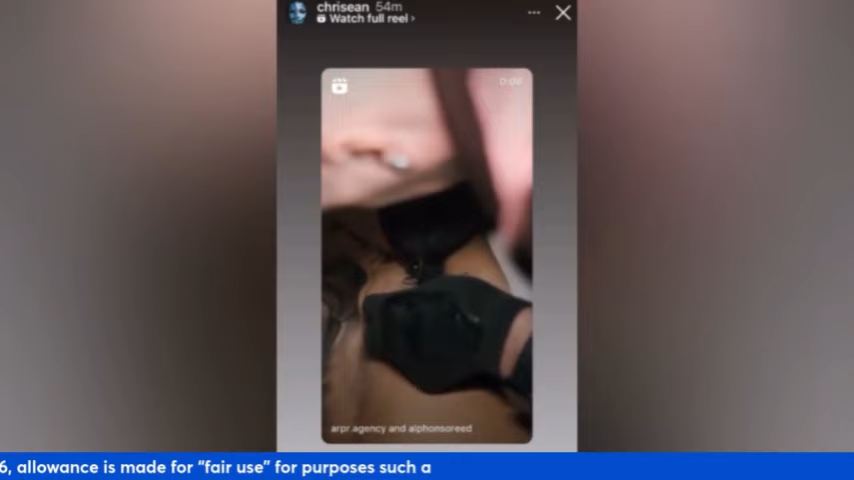 chrisean 54m
Watch full reel ›
arpr.agency and alphonsoreed
6, allowance is made for "fair use" for purposes such a